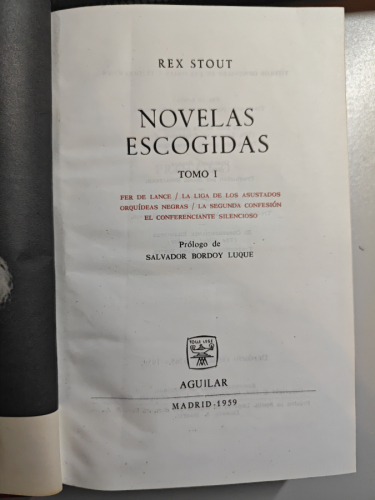 REX STOUT
NOVELAS
ESCOGIDAS
TOMO I
FER DE LANCE / LA LIGA DE LOS ASUSTADOS
ORQUÍDEAS NEGRAS / LA SEGUNDA CONFESIÓN
EL CONFERENCIANTE SILENCIOSO
Prólogo de
SALVADOR BORDOY LUQUE
AGUILAR
MADRID - 1959